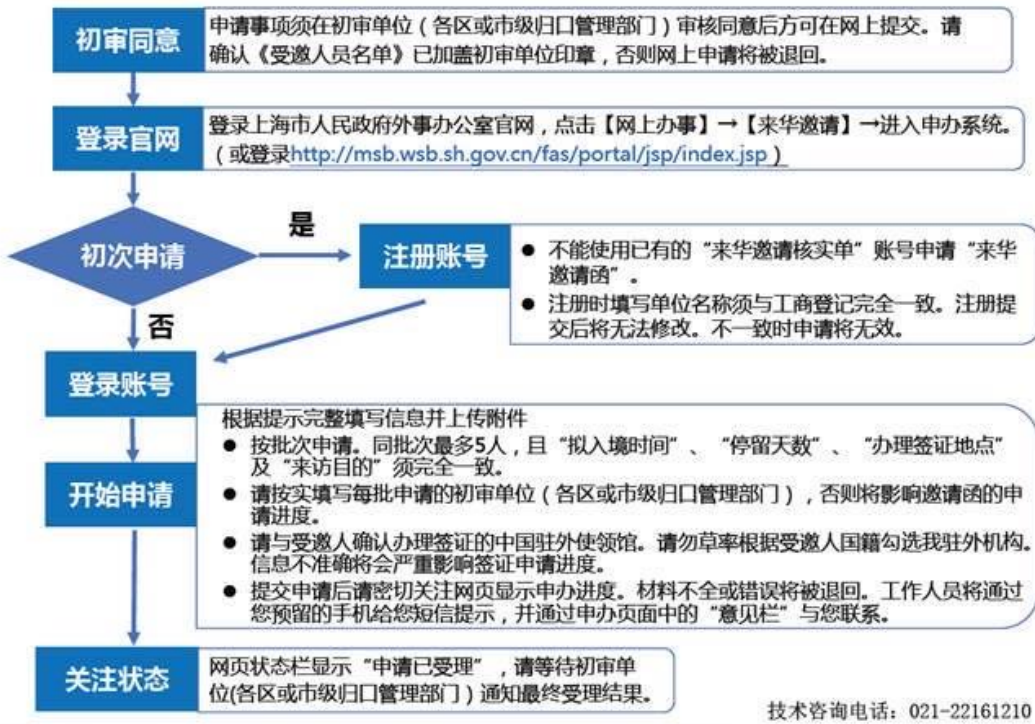 初审同意
申请事项须在初审单位（各区或市级归口管理部门）审核同意后方可在网上提交。请
确认《受邀人员名单》已加盖初审单位印章，否则网上申请将被退回。
登录官网
登录上海市人民政府外事办公室官网，点击【网上办事】→【来华邀请】→进入申办系统。
（或登录http://msb.wsb.sh.gov.cn/fas/portal/jsp/index.jsp）
初次申请
是
注册账号
● 不能使用已有的“来华邀请核实单”账号申请“来华
邀请函”。
● 注册时填写单位名称须与工商登记完全一致。注册提
交后将无法修改。不一致时申请将无效。
否
登录账号
开始申请
根据提示完整填写信息并上传附件
● 按批次申请。同批次最多5人，且“拟入境时间”、“停留天数”、“办理签证地点”
及“来访目的”须完全一致。
● 请按实填写每批申请的初审单位（各区或市级归口管理部门），否则将影响邀请函的申
请进度。
● 请与受邀人确认办理签证的中国驻外使领馆。请勿草率根据受邀人国籍勾选我驻外机构。
信息不准确将会严重影响签证申请进度。
● 提交申请后请密切关注网页显示申办进度。材料不全或错误将被退回。工作人员将通过
您预留的手机给您短信提示，并通过申办页面中的“意见栏”与您联系。
关注状态
网页状态栏显示“申请已受理”，请等待初审单
位(各区或市级归口管理部门）通知最终受理结果。
技术咨询电话：021-22161210